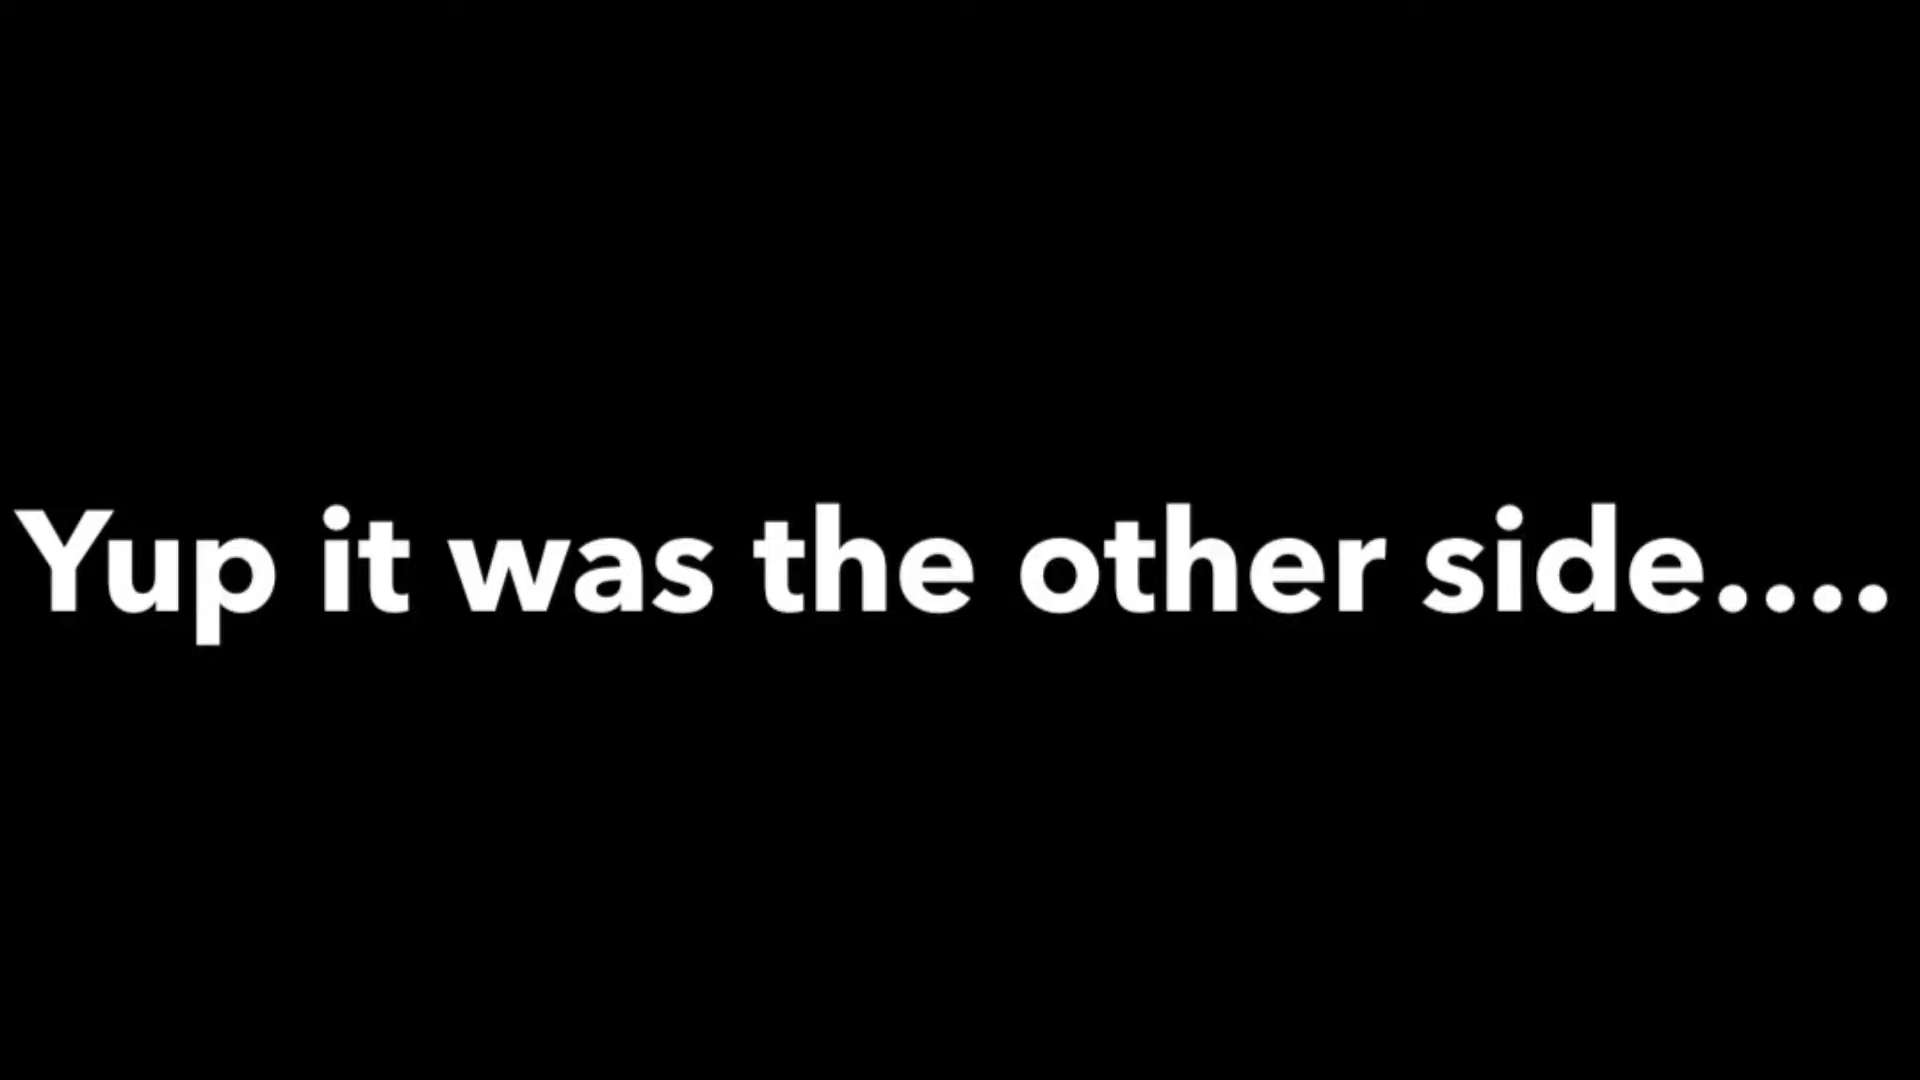 Yup it was the other side....